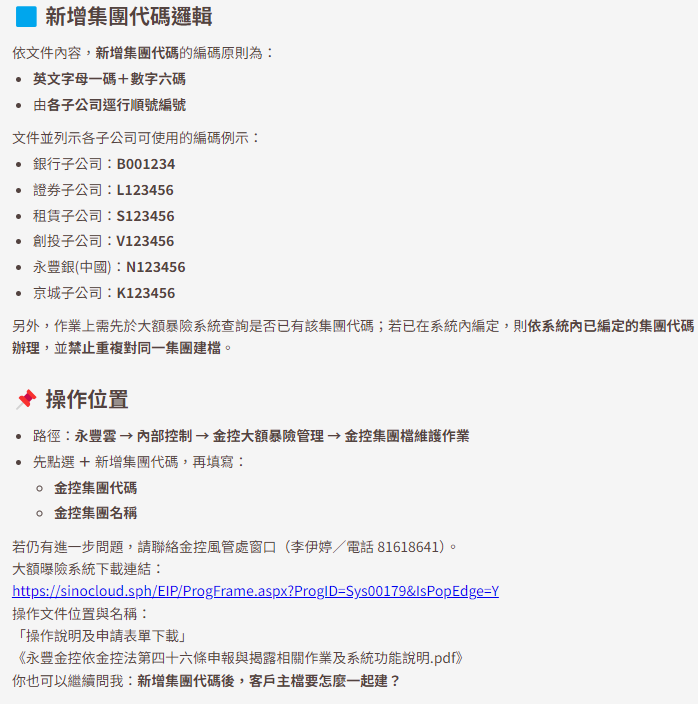 新增集團代碼邏輯
依文件內容，新增集團代碼的編碼原則為：
• 英文字母一碼＋數字六碼
• 由各子公司逕行順號編號
文件並列示各子公司可使用的編碼例示：
• 銀行子公司：B001234
• 證券子公司：L123456
• 租賃子公司：S123456
• 創投子公司：V123456
• 永豐銀(中國)：N123456
• 京城子公司：K123456
另外，作業上需先於大額暴險系統查詢是否已有該集團代碼；若已在系統內編定，則依系統內已編定的集團代碼
辦理，並禁止重複對同一集團建檔。
📌 操作位置
• 路徑：永豐雲 → 內部控制 → 金控大額暴險管理 → 金控集團檔維護作業
• 先點選 ＋ 新增集團代碼，再填寫：
◦ 金控集團代碼
◦ 金控集團名稱
若仍有進一步問題，請聯絡金控風管處窗口（李伊婷／電話 81618641）。
大額曝險系統下載連結：
https://sinocloud.sph/EIP/ProgFrame.aspx?ProgID=Sys00179&IsPopEdge=Y
操作文件位置與名稱：
「操作說明及申請表單下載」
《永豐金控依金控法第四十六條申報與揭露相關作業及系統功能說明.pdf》
你也可以繼續問我：新增集團代碼後，客戶主檔要怎麼一起建？